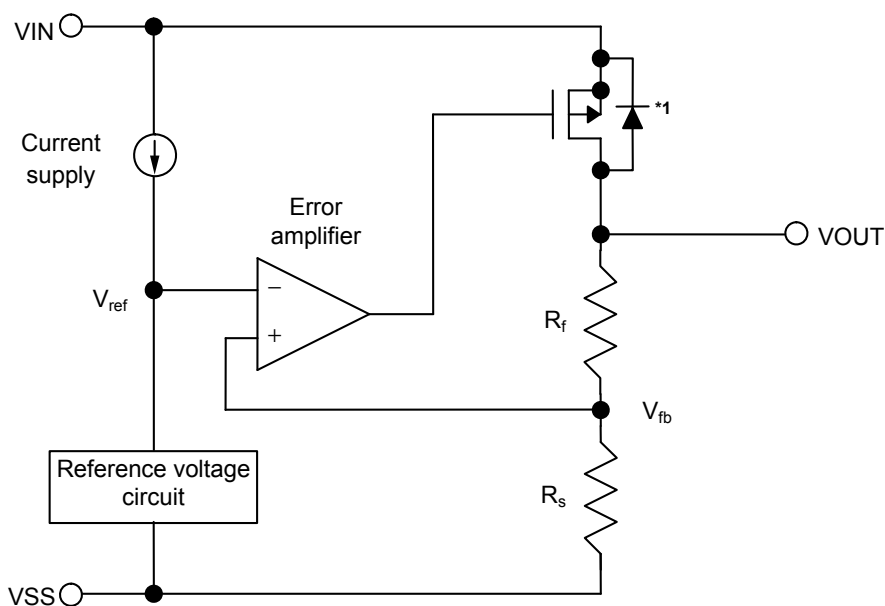 VIN
*1
Current
supply
Error
amplifier
VOUT
Vref
−
+
Rf
Vfb
Reference voltage
circuit
Rs
VSS